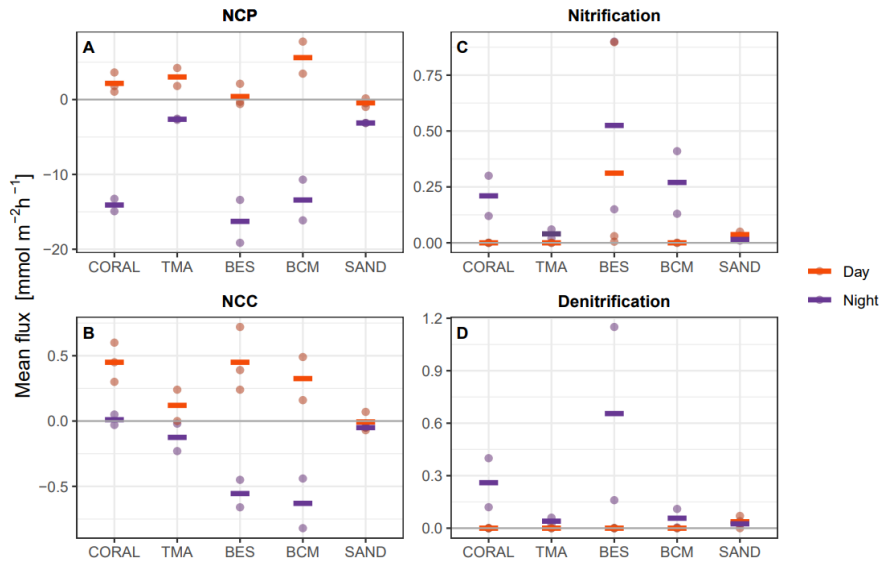 NCP
A
0
−10
−20
CORAL TMA BES BCM SAND
Nitrification
C
0.75
0.50
0.25
0.00
CORAL TMA BES BCM SAND
NCC
B
0.5
0.0
−0.5
CORAL TMA BES BCM SAND
Denitrification
D
1.2
0.9
0.6
0.3
0.0
CORAL TMA BES BCM SAND
Mean flux [mmol m⁻²h⁻¹]
Day
Night